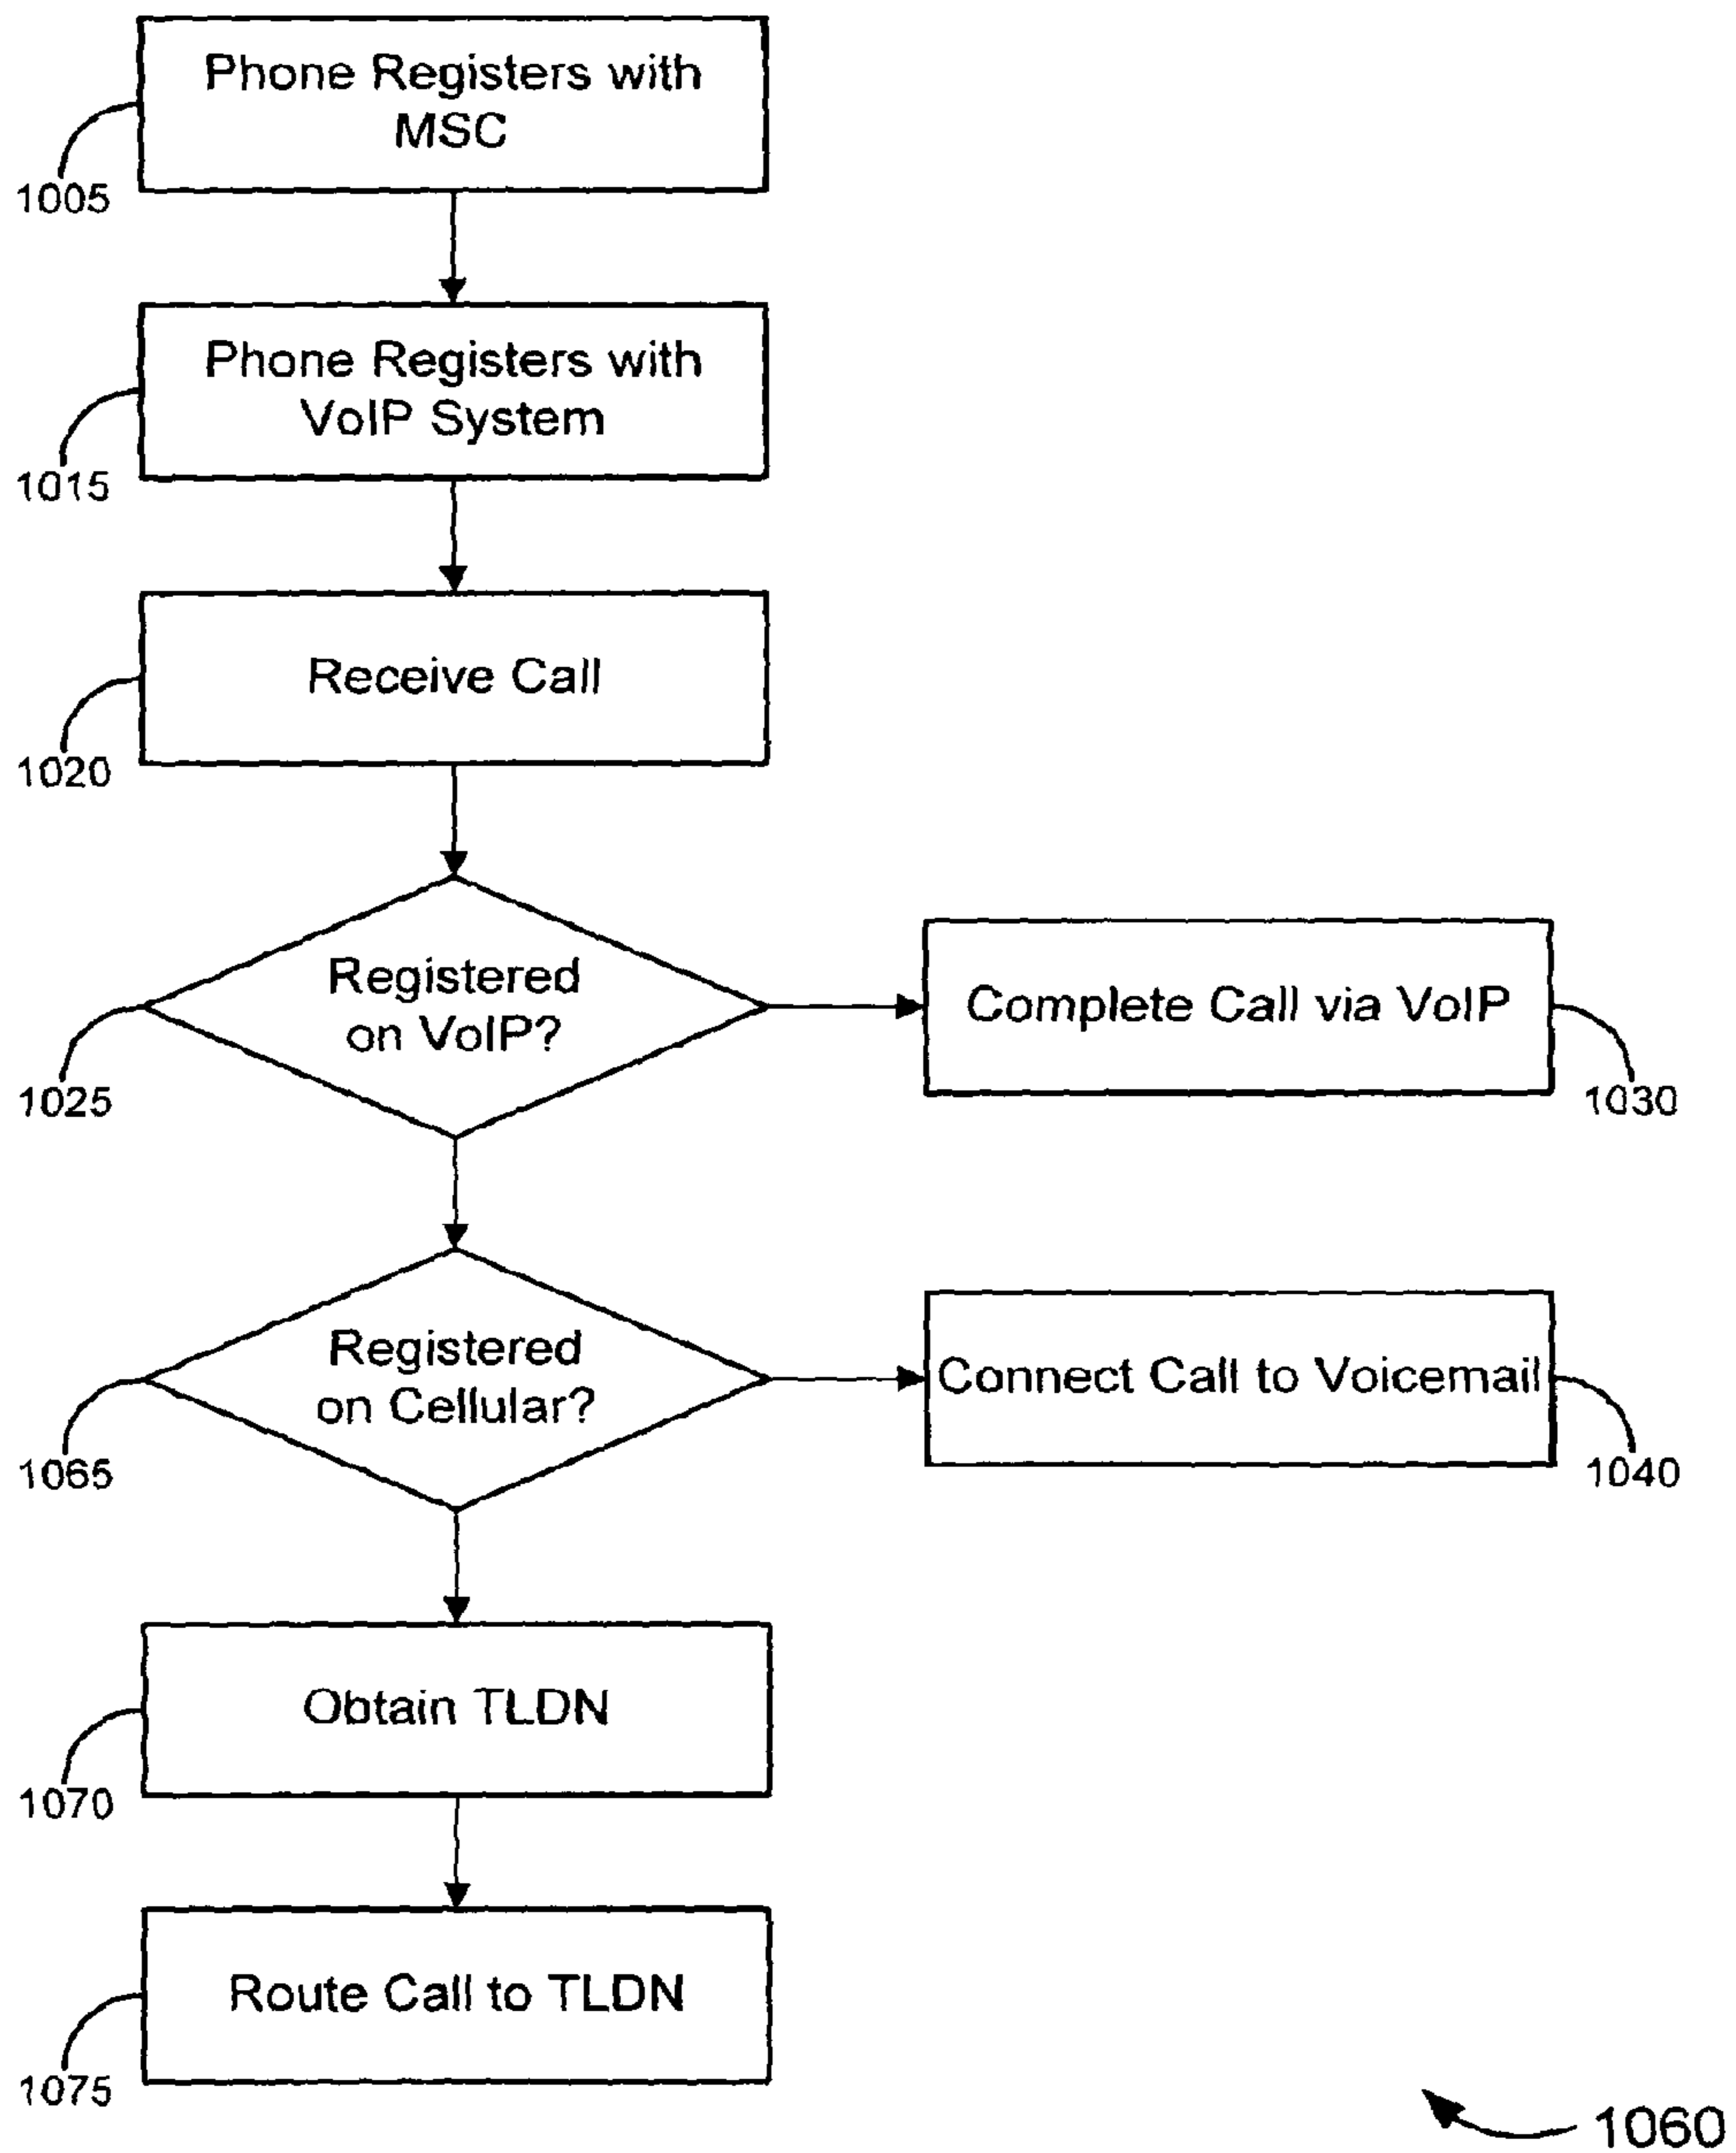 Phone Registers with
MSC
1005
Phone Registers with
VoIP System
1015
Receive Call
1020
Registered
on VoIP?
1025
Complete Call via VoIP
1030
Registered
on Cellular?
1065
Connect Call to Voicemail
1040
Obtain TLDN
1070
Route Call to TLDN
1075
1060